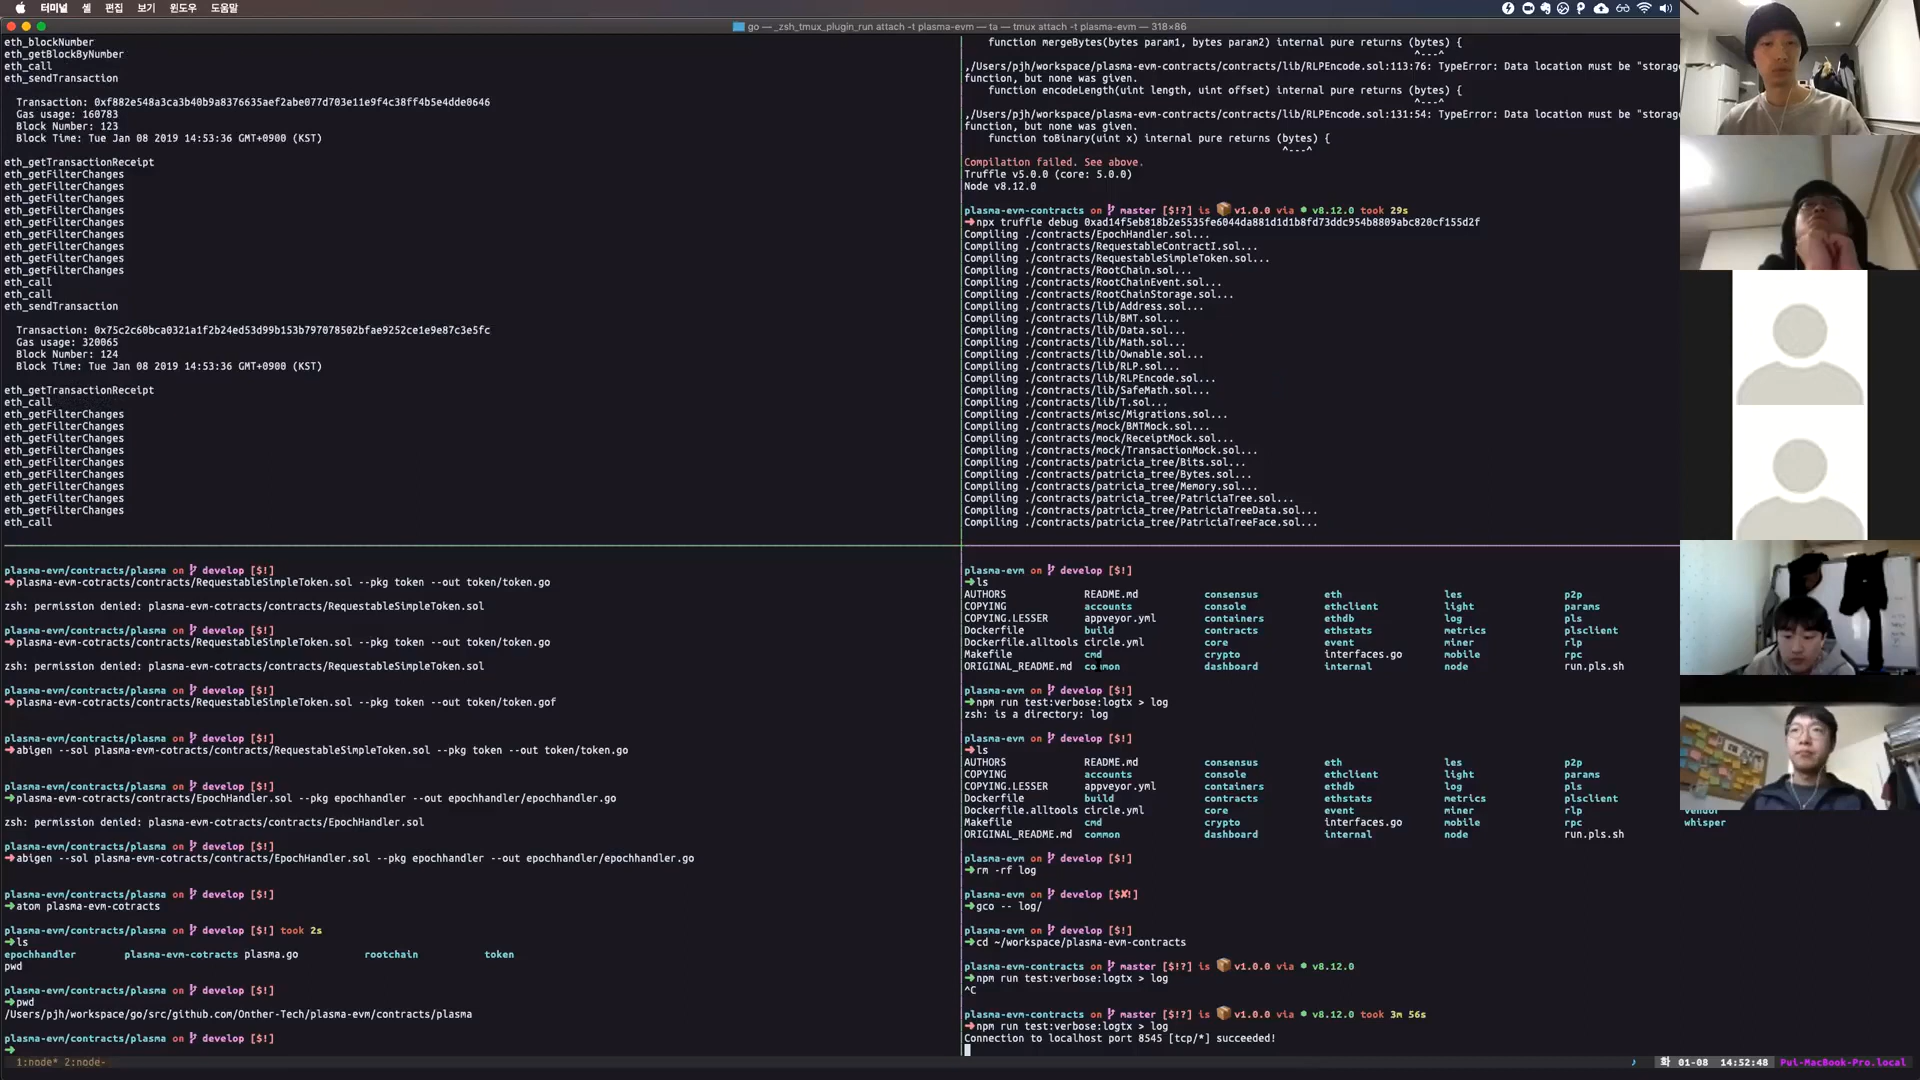 터미널 셸 편집 보기 윈도우 도움말
go — _zsh_tmux_plugin_run attach -t plasma-evm — ta — tmux attach -t plasma-evm — 318×86
eth_blockNumber
eth_getBlockByNumber
eth_call
eth_sendTransaction
Transaction: 0xf882e548a3ca3b40b9a8376635aef2abe077d703e11e9f4c38ff4b5e4dde0646
Gas usage: 160783
Block Number: 123
Block Time: Tue Jan 08 2019 14:53:36 GMT+0900 (KST)
eth_getTransactionReceipt
eth_getFilterChanges
eth_getFilterChanges
eth_getFilterChanges
eth_getFilterChanges
eth_getFilterChanges
eth_getFilterChanges
eth_getFilterChanges
eth_getFilterChanges
eth_getFilterChanges
eth_call
eth_call
eth_sendTransaction
Transaction: 0x75c2c60bca0321a1f2b24ed53d99b153b797078502bfae9252ce1e9e87c3e5fc
Gas usage: 320065
Block Number: 124
Block Time: Tue Jan 08 2019 14:53:36 GMT+0900 (KST)
eth_getTransactionReceipt
eth_call
eth_getFilterChanges
eth_getFilterChanges
eth_getFilterChanges
eth_getFilterChanges
eth_getFilterChanges
eth_getFilterChanges
eth_getFilterChanges
eth_getFilterChanges
eth_getFilterChanges
eth_call
function mergeBytes(bytes param1, bytes param2) internal pure returns (bytes) {
^---^
,/Users/pjh/workspace/plasma-evm-contracts/contracts/lib/RLPEncode.sol:113:76: TypeError: Data location must be "storag
function, but none was given.
function encodeLength(uint length, uint offset) internal pure returns (bytes) {
^---^
,/Users/pjh/workspace/plasma-evm-contracts/contracts/lib/RLPEncode.sol:131:54: TypeError: Data location must be "storag
function, but none was given.
function toBinary(uint x) internal pure returns (bytes) {
^---^
Compilation failed. See above.
Truffle v5.0.0 (core: 5.0.0)
Node v8.12.0
plasma-evm-contracts on master [$!?] is v1.0.0 via v8.12.0 took 29s
➜npx truffle debug 0xad14f5eb818b2e5535fe6044da881d1d1b8fd73ddc954b8809abc820cf155d2f
Compiling ./contracts/EpochHandler.sol...
Compiling ./contracts/RequestableContractI.sol...
Compiling ./contracts/RequestableSimpleToken.sol...
Compiling ./contracts/RootChain.sol...
Compiling ./contracts/RootChainEvent.sol...
Compiling ./contracts/RootChainStorage.sol...
Compiling ./contracts/lib/Address.sol...
Compiling ./contracts/lib/BMT.sol...
Compiling ./contracts/lib/Data.sol...
Compiling ./contracts/lib/Math.sol...
Compiling ./contracts/lib/Ownable.sol...
Compiling ./contracts/lib/RLP.sol...
Compiling ./contracts/lib/RLPEncode.sol...
Compiling ./contracts/lib/SafeMath.sol...
Compiling ./contracts/lib/T.sol...
Compiling ./contracts/misc/Migrations.sol...
Compiling ./contracts/mock/BMTMock.sol...
Compiling ./contracts/mock/ReceiptMock.sol...
Compiling ./contracts/mock/TransactionMock.sol...
Compiling ./contracts/patricia_tree/Bits.sol...
Compiling ./contracts/patricia_tree/Bytes.sol...
Compiling ./contracts/patricia_tree/Memory.sol...
Compiling ./contracts/patricia_tree/PatriciaTree.sol...
Compiling ./contracts/patricia_tree/PatriciaTreeData.sol...
Compiling ./contracts/patricia_tree/PatriciaTreeFace.sol...
plasma-evm/contracts/plasma on develop [$!]
➜plasma-evm-cotracts/contracts/RequestableSimpleToken.sol --pkg token --out token/token.go
zsh: permission denied: plasma-evm-cotracts/contracts/RequestableSimpleToken.sol
plasma-evm/contracts/plasma on develop [$!]
➜plasma-evm-cotracts/contracts/RequestableSimpleToken.sol --pkg token --out token/token.go
zsh: permission denied: plasma-evm-cotracts/contracts/RequestableSimpleToken.sol
plasma-evm/contracts/plasma on develop [$!]
➜plasma-evm-cotracts/contracts/RequestableSimpleToken.sol --pkg token --out token/token.gof
plasma-evm/contracts/plasma on develop [$!]
➜abigen --sol plasma-evm-cotracts/contracts/RequestableSimpleToken.sol --pkg token --out token/token.go
plasma-evm/contracts/plasma on develop [$!]
➜plasma-evm-cotracts/contracts/EpochHandler.sol --pkg epochhandler --out epochhandler/epochhandler.go
zsh: permission denied: plasma-evm-cotracts/contracts/EpochHandler.sol
plasma-evm/contracts/plasma on develop [$!]
➜abigen --sol plasma-evm-cotracts/contracts/EpochHandler.sol --pkg epochhandler --out epochhandler/epochhandler.go
plasma-evm/contracts/plasma on develop [$!]
➜atom plasma-evm-cotracts
plasma-evm/contracts/plasma on develop [$!] took 2s
➜ls
epochhandler plasma-evm-cotracts plasma.go rootchain token
pwd
plasma-evm/contracts/plasma on develop [$!]
➜pwd
/Users/pjh/workspace/go/src/github.com/Onther-Tech/plasma-evm/contracts/plasma
plasma-evm/contracts/plasma on develop [$!]
➜
plasma-evm on develop [$!]
➜ls
AUTHORS README.md consensus eth les p2p
COPYING accounts console ethclient light params
COPYING.LESSER appveyor.yml containers ethdb log pls
Dockerfile build contracts ethstats metrics plsclient
Dockerfile.alltools circle.yml core event miner rlp
Makefile cmd crypto interfaces.go mobile rpc
ORIGINAL_README.md common dashboard internal node run.pls.sh
plasma-evm on develop [$!]
➜npm run test:verbose:logtx > log
zsh: is a directory: log
plasma-evm on develop [$!]
➜ls
AUTHORS README.md consensus eth les p2p
COPYING accounts console ethclient light params
COPYING.LESSER appveyor.yml containers ethdb log pls
Dockerfile build contracts ethstats metrics plsclient
Dockerfile.alltools circle.yml core event miner rlp vendor
Makefile cmd crypto interfaces.go mobile rpc whisper
ORIGINAL_README.md common dashboard internal node run.pls.sh
plasma-evm on develop [$!]
➜rm -rf log
plasma-evm on develop [$✘!]
➜gco -- log/
plasma-evm on develop [$!]
➜cd ~/workspace/plasma-evm-contracts
plasma-evm-contracts on master [$!?] is v1.0.0 via v8.12.0
➜npm run test:verbose:logtx > log
^C
plasma-evm-contracts on master [$!?] is v1.0.0 via v8.12.0 took 3m 56s
➜npm run test:verbose:logtx > log
Connection to localhost port 8545 [tcp/*] succeeded!
1:node* 2:node- ♪ 화 01-08 14:52:48 Pui-MacBook-Pro.local